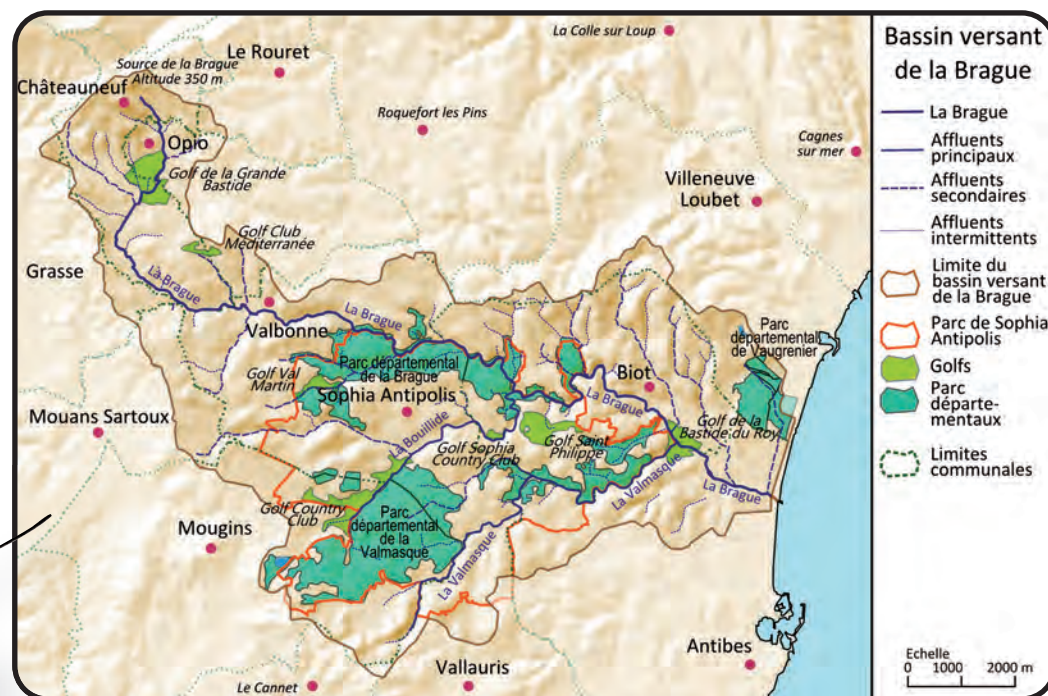 La Colle sur Loup
Le Rouret
Source de la Brague
Altitude 350 m
Châteauneuf
Roquefort les Pins
Opio
Cagnes
sur mer
Golf de la Grande
Bastide
Villeneuve
Loubet
Golf Club
Méditerranée
Grasse
La Brague
Valbonne
La Brague
Parc
départemental
de Vaugrenier
Parc départemental
de la Brague
Golf Val
Martin
Biot
Sophia Antipolis
La Brague
Mouans Sartoux
La Bouillide
Golf de la
Bastide du Roy
Golf Saint
Philippe
Golf Sophia
Country Club
La Valmasque
La Brague
Golf Country
Club
Parc
départemental
de la
Valmasque
Mougins
La Valmasque
Antibes
Vallauris
Le Cannet
Bassin versant
de la Brague
La Brague
Affluents
principaux
Affluents
secondaires
Affluents
intermittents
Limite du
bassin versant
de la Brague
Parc de Sophia
Antipolis
Golfs
Parc
départe-
mentaux
Limites
communales
Echelle
0 1000 2000 m